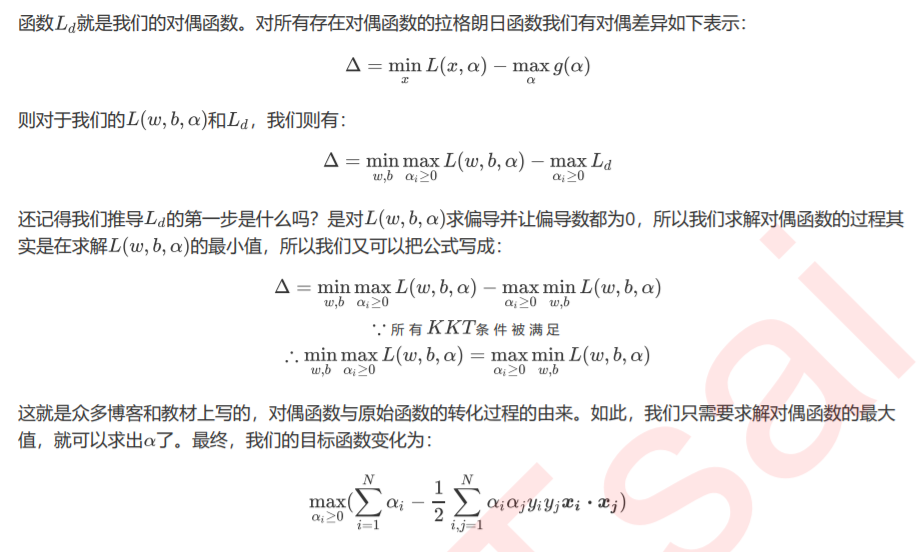 函数$L_d$就是我们的对偶函数。对所有存在对偶函数的拉格朗日函数我们有对偶差异如下表示：
$$\Delta = \min_{x} L(x, \alpha) - \max_{\alpha} g(\alpha)$$
则对于我们的$L(w, b, \alpha)$和$L_d$，我们则有：
$$\Delta = \min_{w,b} \max_{\alpha_i \geq 0} L(w, b, \alpha) - \max_{\alpha_i \geq 0} L_d$$
还记得我们推导$L_d$的第一步是什么吗？是对$L(w, b, \alpha)$求偏导并让偏导数都为0，所以我们求解对偶函数的过程其
实是在求解$L(w, b, \alpha)$的最小值，所以我们又可以把公式写成：
$$\Delta = \min_{w,b} \max_{\alpha_i \geq 0} L(w, b, \alpha) - \max_{\alpha_i \geq 0} \min_{w,b} L(w, b, \alpha)$$
$$\because 所有 KKT 条件被满足$$
$$\therefore \min_{w,b} \max_{\alpha_i \geq 0} L(w, b, \alpha) = \max_{\alpha_i \geq 0} \min_{w,b} L(w, b, \alpha)$$
这就是众多博客和教材上写的，对偶函数与原始函数的转化过程的由来。如此，我们只需要求解对偶函数的最大
值，就可以求出$\alpha$了。最终，我们的目标函数变化为：
$$\max_{\alpha_i \geq 0} (\sum_{i=1}^{N} \alpha_i - \frac{1}{2} \sum_{i,j=1}^{N} \alpha_i \alpha_j y_i y_j \boldsymbol{x_i} \cdot \boldsymbol{x_j})$$
Tsai